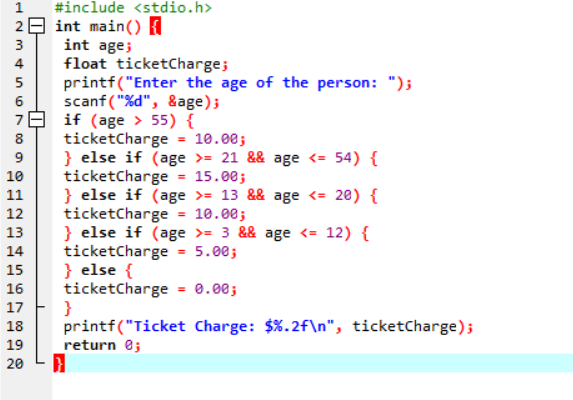 1 #include <stdio.h>
2 int main() {
3 int age;
4 float ticketCharge;
5 printf("Enter the age of the person: ");
6 scanf("%d", &age);
7 if (age > 55) {
8 ticketCharge = 10.00;
9 } else if (age >= 21 && age <= 54) {
10 ticketCharge = 15.00;
11 } else if (age >= 13 && age <= 20) {
12 ticketCharge = 10.00;
13 } else if (age >= 3 && age <= 12) {
14 ticketCharge = 5.00;
15 } else {
16 ticketCharge = 0.00;
17 }
18 printf("Ticket Charge: $%.2f\n", ticketCharge);
19 return 0;
20 }